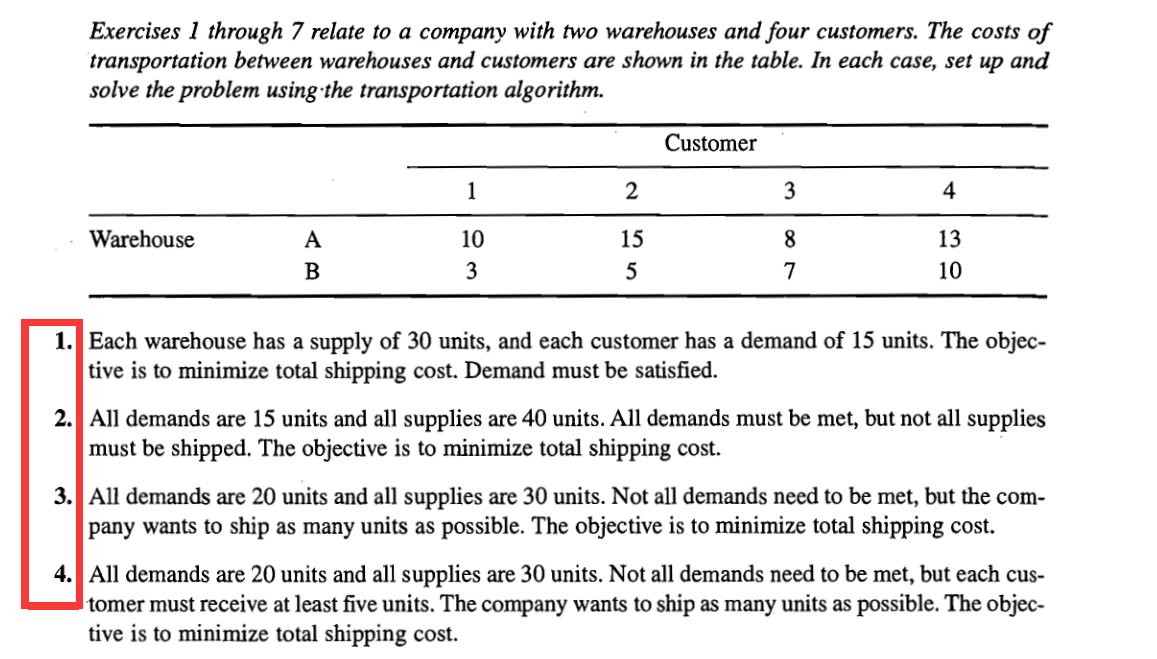 Exercises 1 through 7 relate to a company with two warehouses and four customers. The costs of
transportation between warehouses and customers are shown in the table. In each case, set up and
solve the problem using the transportation algorithm.
Customer
1 2 3 4
Warehouse A 10 15 8 13
B 3 5 7 10
1. Each warehouse has a supply of 30 units, and each customer has a demand of 15 units. The objec-
tive is to minimize total shipping cost. Demand must be satisfied.
2. All demands are 15 units and all supplies are 40 units. All demands must be met, but not all supplies
must be shipped. The objective is to minimize total shipping cost.
3. All demands are 20 units and all supplies are 30 units. Not all demands need to be met, but the com-
pany wants to ship as many units as possible. The objective is to minimize total shipping cost.
4. All demands are 20 units and all supplies are 30 units. Not all demands need to be met, but each cus-
tomer must receive at least five units. The company wants to ship as many units as possible. The objec-
tive is to minimize total shipping cost.